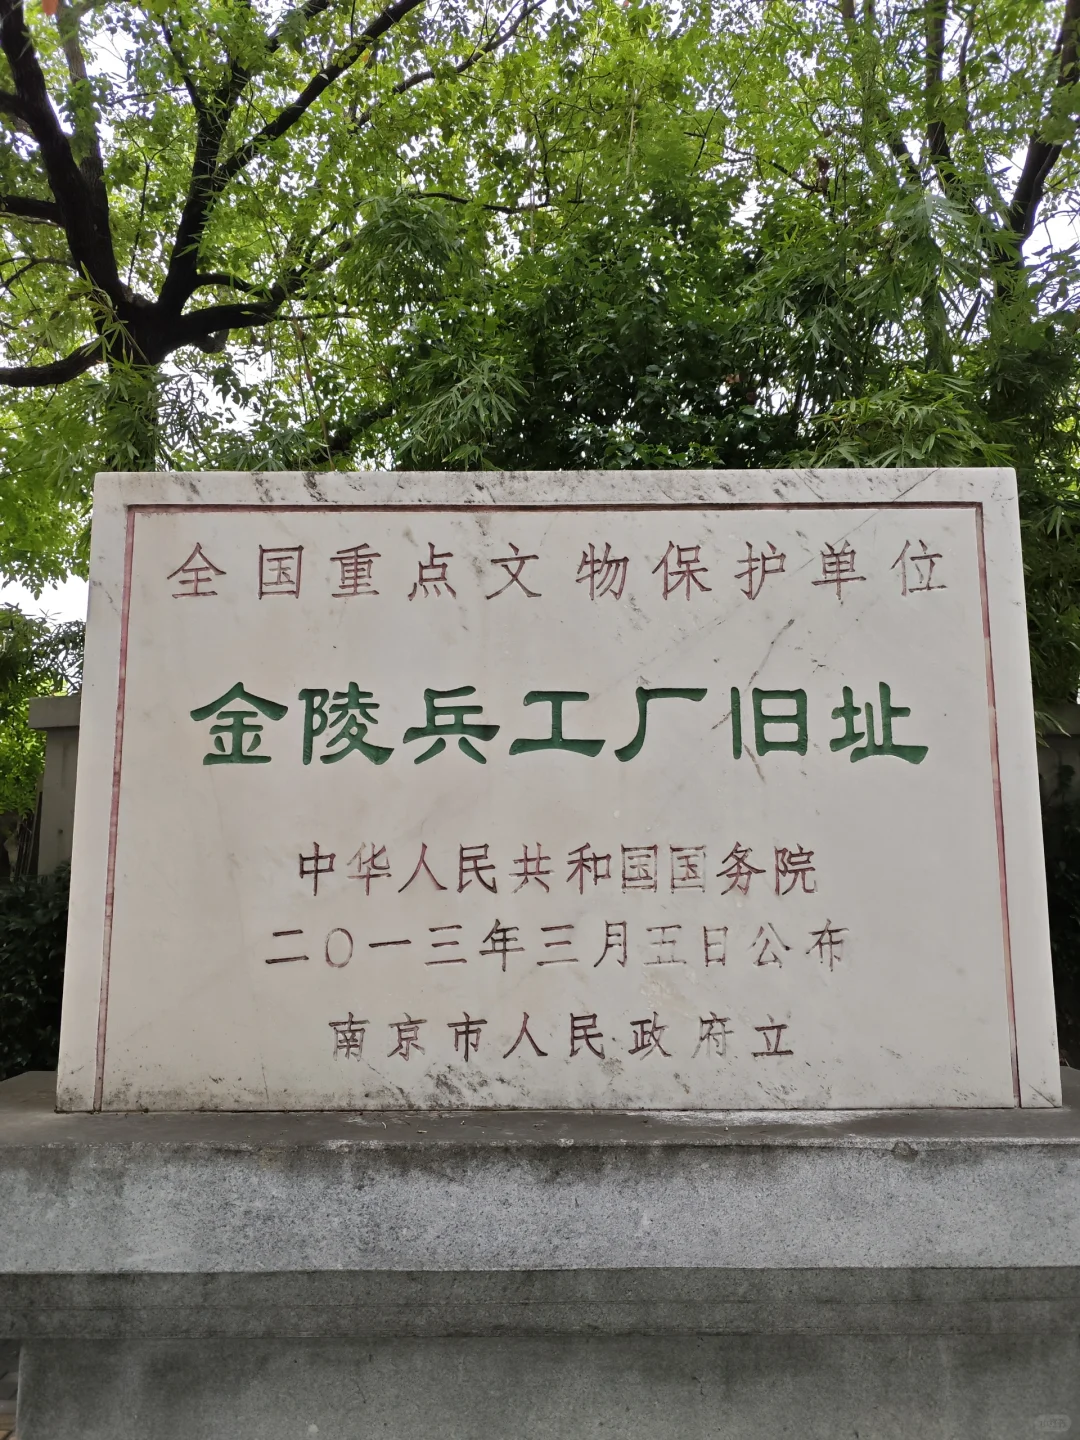 全国重点文物保护单位
金陵兵工厂旧址
中华人民共和国国务院
二〇一三年三月五日公布
南京市人民政府立